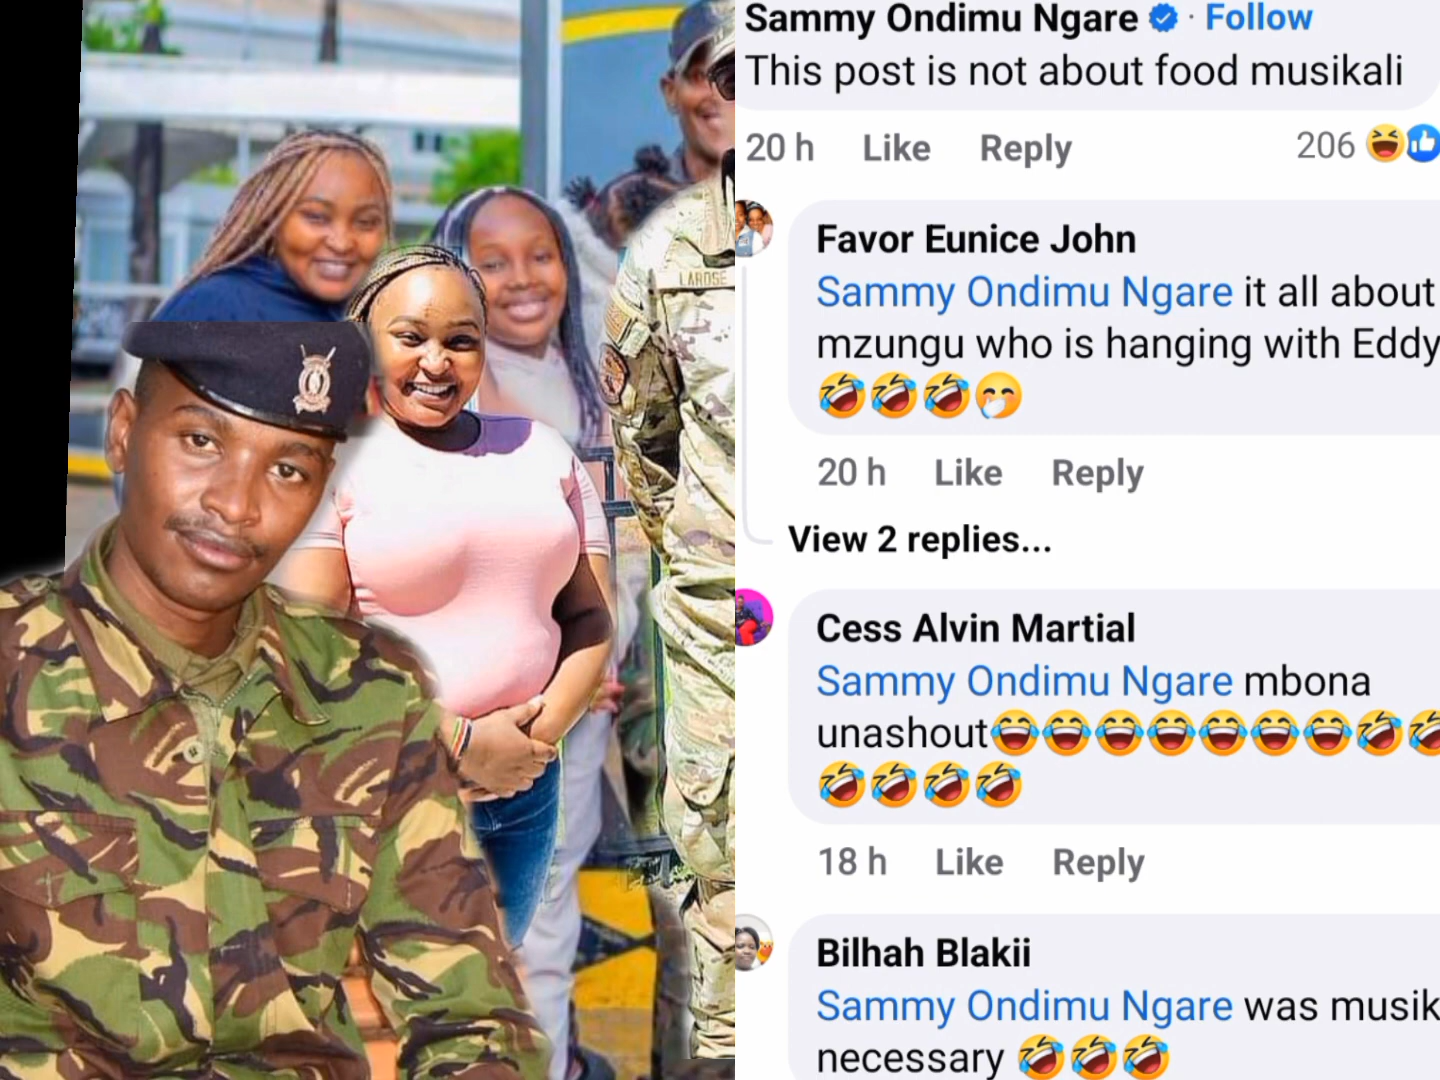 LAROSE
Sammy Ondimu Ngare · Follow
This post is not about food musikali
20 h Like Reply 206
Favor Eunice John
Sammy Ondimu Ngare it all about
mzungu who is hanging with Eddy
🤣🤣🤣🤭
20 h Like Reply
View 2 replies...
Cess Alvin Martial
Sammy Ondimu Ngare mbona
unashout😂😂😂😂😂😂😂🤣🤣
🤣🤣🤣🤣
18 h Like Reply
Bilhah Blakii
Sammy Ondimu Ngare was musik
necessary 🤣🤣🤣